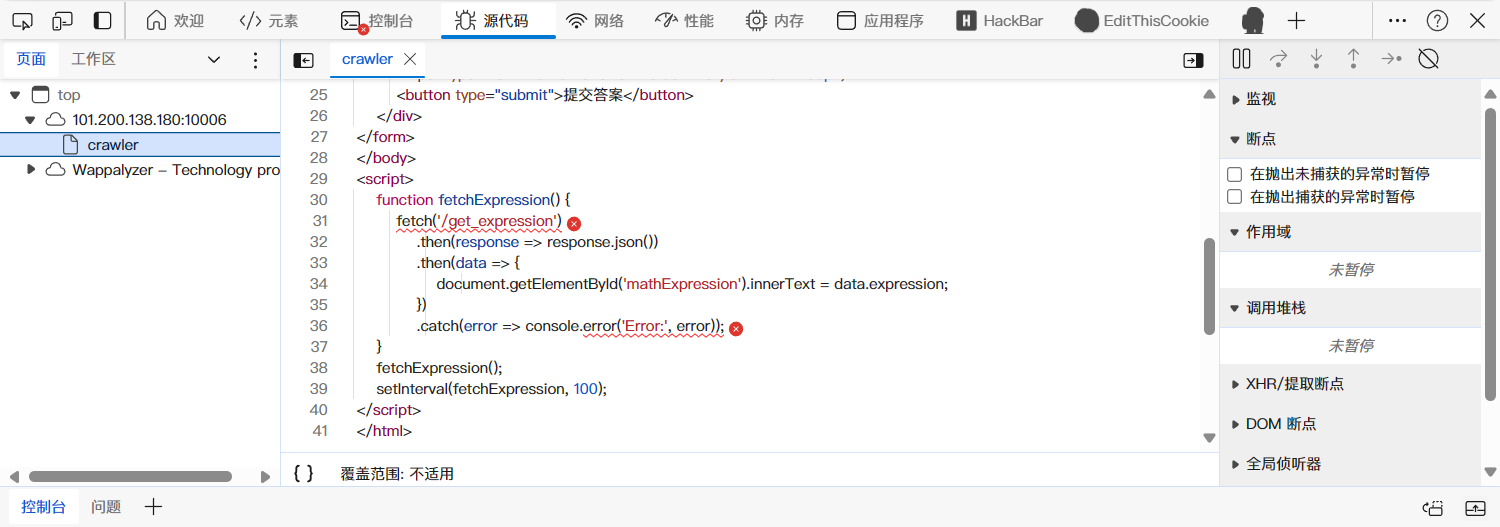 欢迎
元素
控制台
源代码
网络
性能
内存
应用程序
HackBar
EditThisCookie
页面
工作区
crawler
top
101.200.138.180:10006
crawler
Wappalyzer – Technology pro
25 <button type="submit">提交答案</button>
26 </div>
27 </form>
28 </body>
29 <script>
30 function fetchExpression() {
31 fetch('/get_expression')
32 .then(response => response.json())
33 .then(data => {
34 document.getElementById('mathExpression').innerText = data.expression;
35 })
36 .catch(error => console.error('Error:', error));
37 }
38 fetchExpression();
39 setInterval(fetchExpression, 100);
40 </script>
41 </html>
{ } 覆盖范围: 不适用
监视
断点
在抛出未捕获的异常时暂停
在抛出捕获的异常时暂停
作用域
未暂停
调用堆栈
未暂停
XHR/提取断点
DOM 断点
全局侦听器
控制台
问题